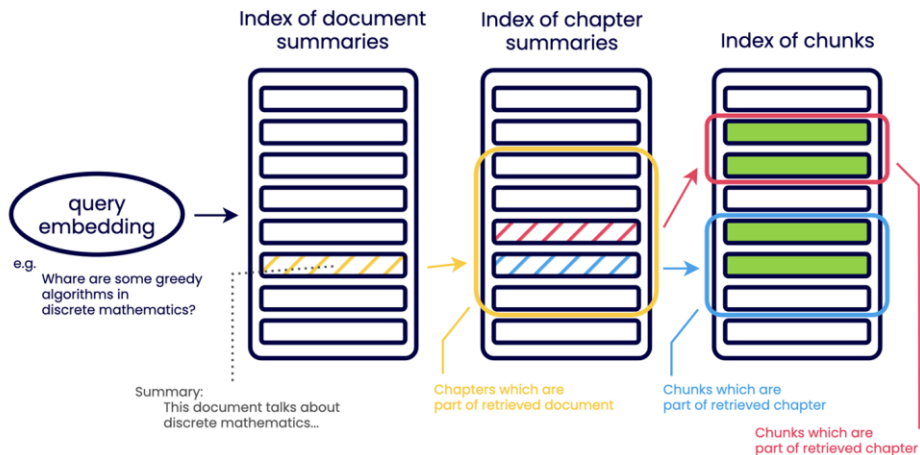 Index of document
summaries
Index of chapter
summaries
Index of chunks
query
embedding
e.g.
Whare are some greedy
algorithms in
discrete mathematics?
Summary:
This document talks about
discrete mathematics...
Chapters which are
part of retrieved document
Chunks which are
part of retrieved chapter
Chunks which are
part of retrieved chapter